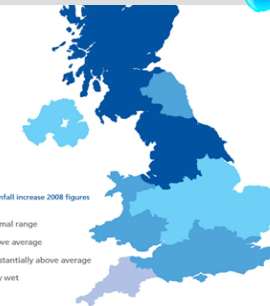 nfall increase 2008 figures
mal range
ve average
stantially above average
y wet